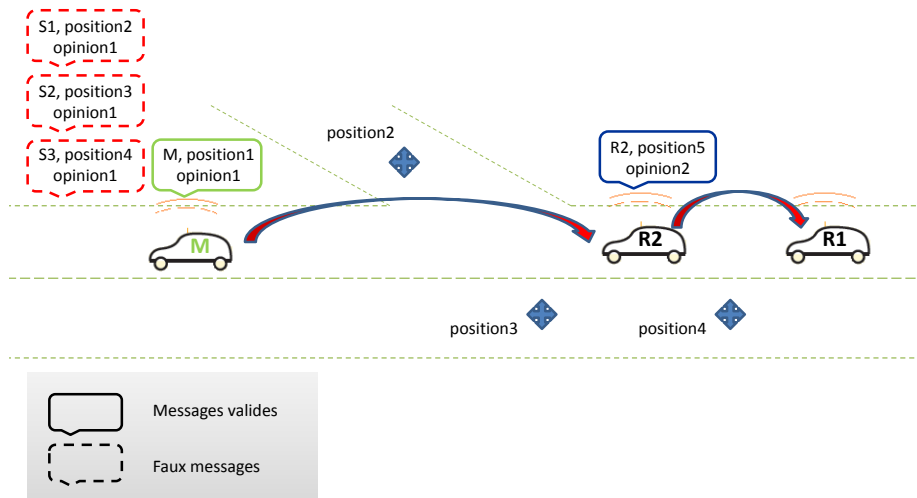 S1, position2
opinion1
S2, position3
opinion1
S3, position4
opinion1
M, position1
opinion1
position2
R2, position5
opinion2
M
R2
R1
position3
position4
Messages valides
Faux messages